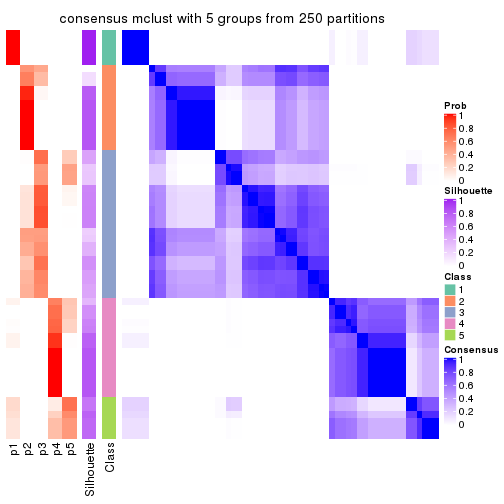 consensus mclust with 5 groups from 250 partitions
Prob
1
0.8
0.6
0.4
0.2
0
Silhouette
1
0.8
0.6
0.4
0.2
0
Class
1
2
3
4
5
Consensus
1
0.8
0.6
0.4
0.2
0
p1
p2
p3
p4
p5
Silhouette
Class